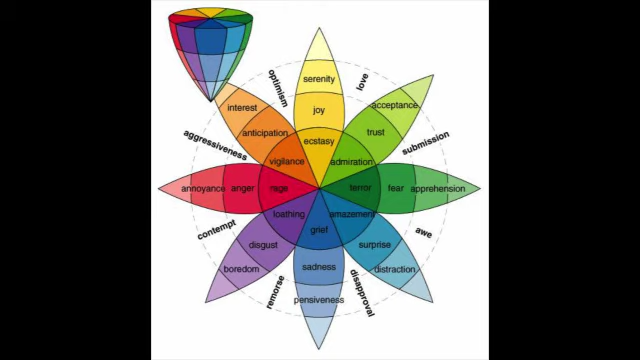 serenity
optimism
love
interest
joy
acceptance
anticipation
ecstasy
trust
aggressiveness
submission
vigilance
admiration
annoyance
anger
rage
terror
fear
apprehension
loathing
amazement
contempt
grief
awe
disgust
surprise
boredom
sadness
distraction
remorse
disapproval
pensiveness